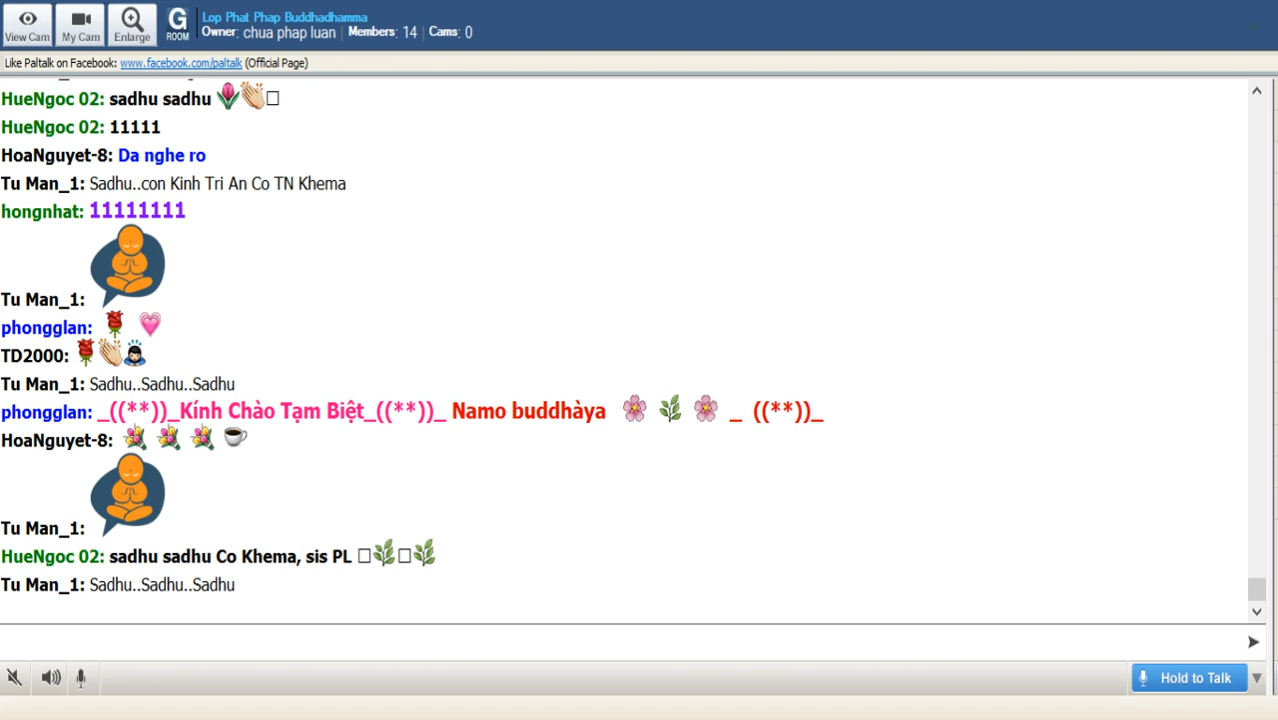 View Cam
My Cam
Enlarge
G
ROOM
Lop Phat Phap Buddhadhamma
Owner: chua phap luan | Members: 14 | Cams: 0
Like Paltalk on Facebook: www.facebook.com/paltalk (Official Page)
HueNgoc 02: sadhu sadhu 🌷👏□
HueNgoc 02: 11111
HoaNguyet-8: Da nghe ro
Tu Man_1: Sadhu..con Kinh Tri An Co TN Khema
hongnhat: 11111111
Tu Man_1:
phongglan: 🌹 💗
TD2000: 🌹👏🙇
Tu Man_1: Sadhu..Sadhu..Sadhu
phongglan: _((**))_Kính Chào Tạm Biệt_((**))_ Namo buddhàya 🌸 🌿 🌸 _ ((**))_
HoaNguyet-8: 💐 💐 💐 ☕
Tu Man_1:
HueNgoc 02: sadhu sadhu Co Khema, sis PL □🌿□🌿
Tu Man_1: Sadhu..Sadhu..Sadhu
Hold to Talk